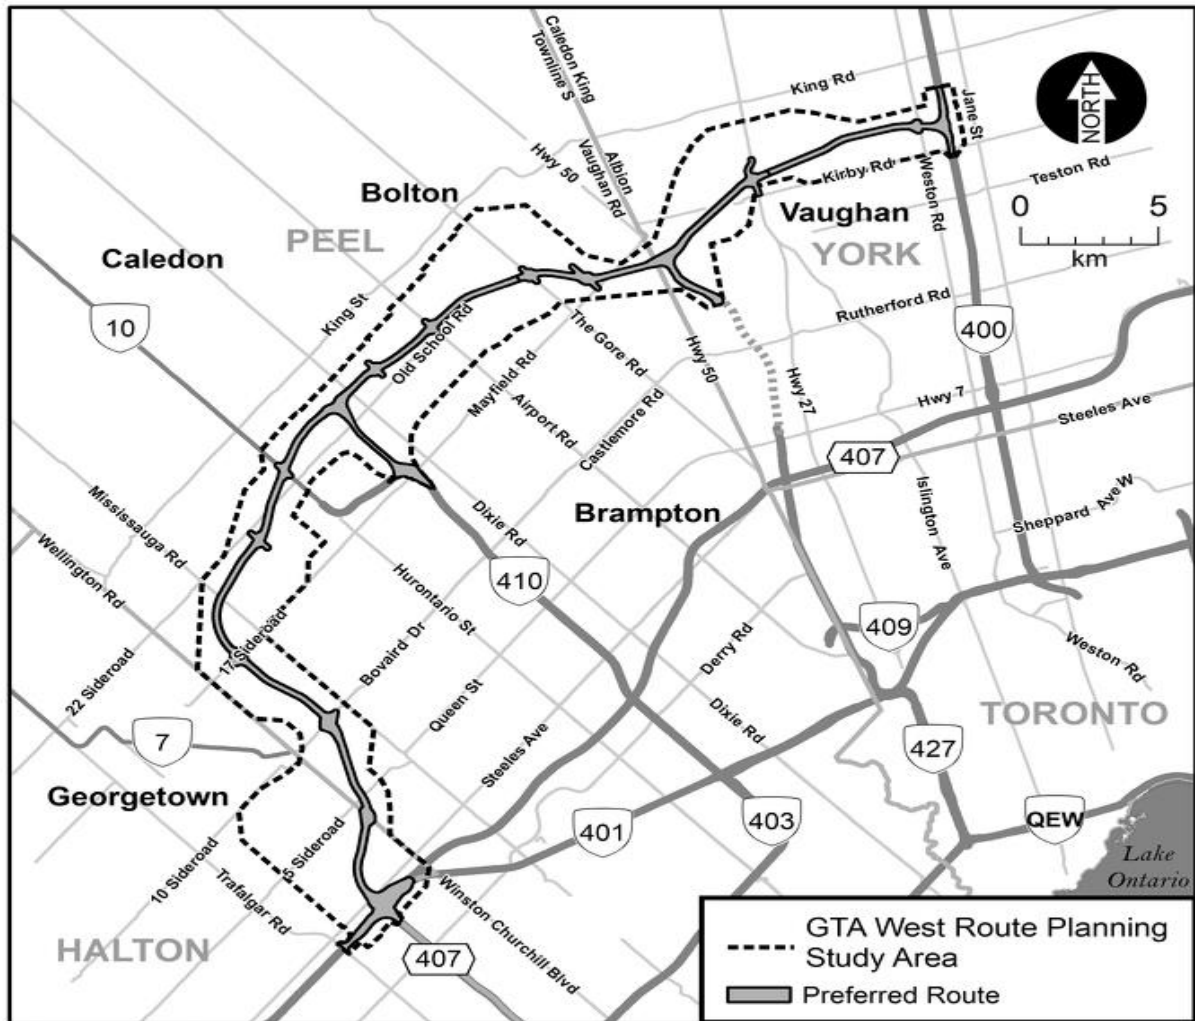 Caledon King
Townline S
King Rd
Jane St
NORTH
Hwy 50
Albion
Vaughan Rd
Kirby Rd
Weston Rd
Teston Rd
Bolton
Vaughan
0 5
km
PEEL
YORK
Caledon
King St
10
Old School Rd
The Gore Rd
Rutherford Rd
400
Mayfield Rd
Hwy 50
Hwy 27
Airport Rd
Castlemore Rd
Hwy 7
Steeles Ave
407
Mississauga Rd
Wellington Rd
Dixie Rd
Brampton
Islington Ave
Sheppard Ave W
410
Hurontario St
22 Sideroad
17 Sideroad
Bovaird Dr
Queen St
Derry Rd
409
Weston Rd
Dixie Rd
TORONTO
7
Steeles Ave
427
Georgetown
401
403
QEW
10 Sideroad
5 Sideroad
Trafalgar Rd
Lake
Ontario
Winston Churchill Blvd
HALTON
407
GTA West Route Planning
Study Area
Preferred Route